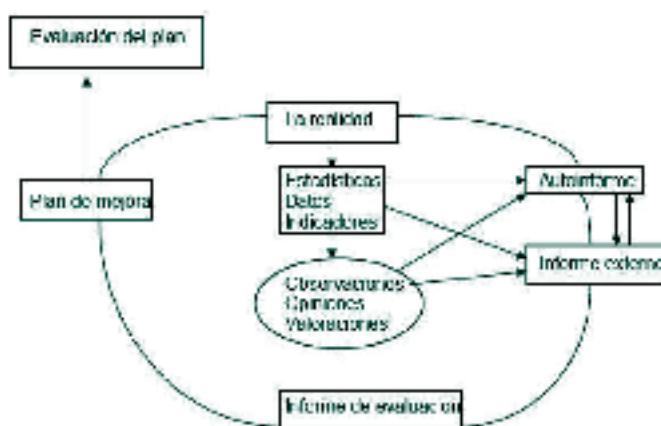 Evaluación del plan
La realidad
Estadísticas
Datos
Indicadores
Autoinforme
Plan de mejora
Informe externo
Observaciones
Opiniones
Valoraciones
Informe de evaluación